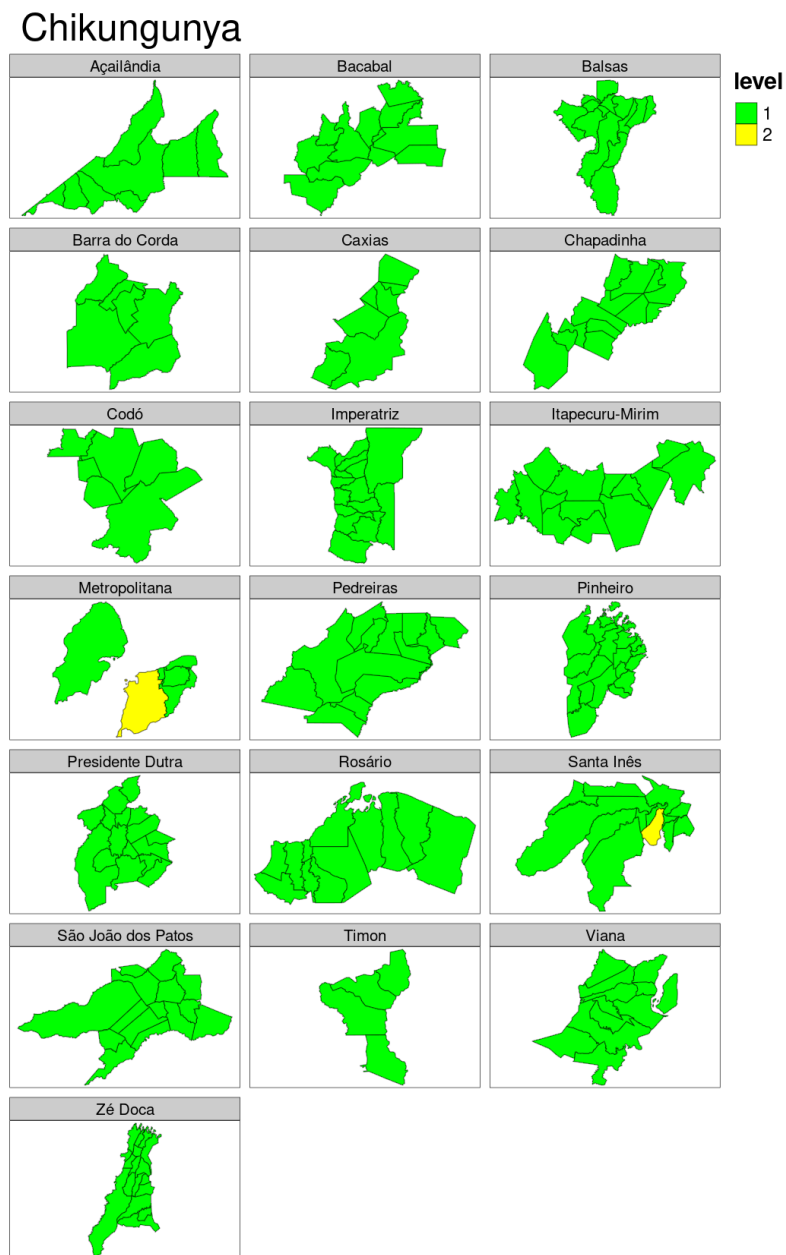 Chikungunya
Açailândia
Bacabal
Balsas
level
1
2
Barra do Corda
Caxias
Chapadinha
Codó
Imperatriz
Itapecuru-Mirim
Metropolitana
Pedreiras
Pinheiro
Presidente Dutra
Rosário
Santa Inês
São João dos Patos
Timon
Viana
Zé Doca